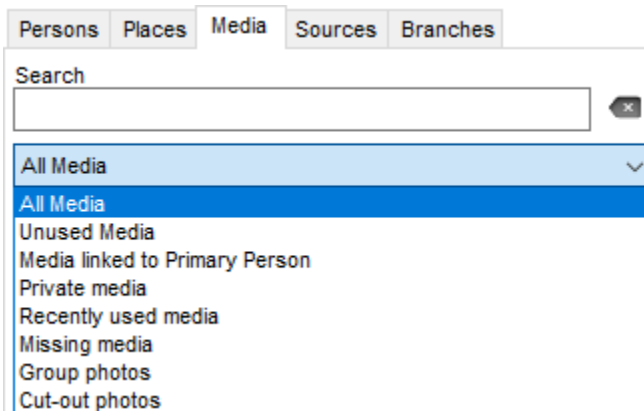 Persons Places Media Sources Branches
Search
All Media
All Media
Unused Media
Media linked to Primary Person
Private media
Recently used media
Missing media
Group photos
Cut-out photos